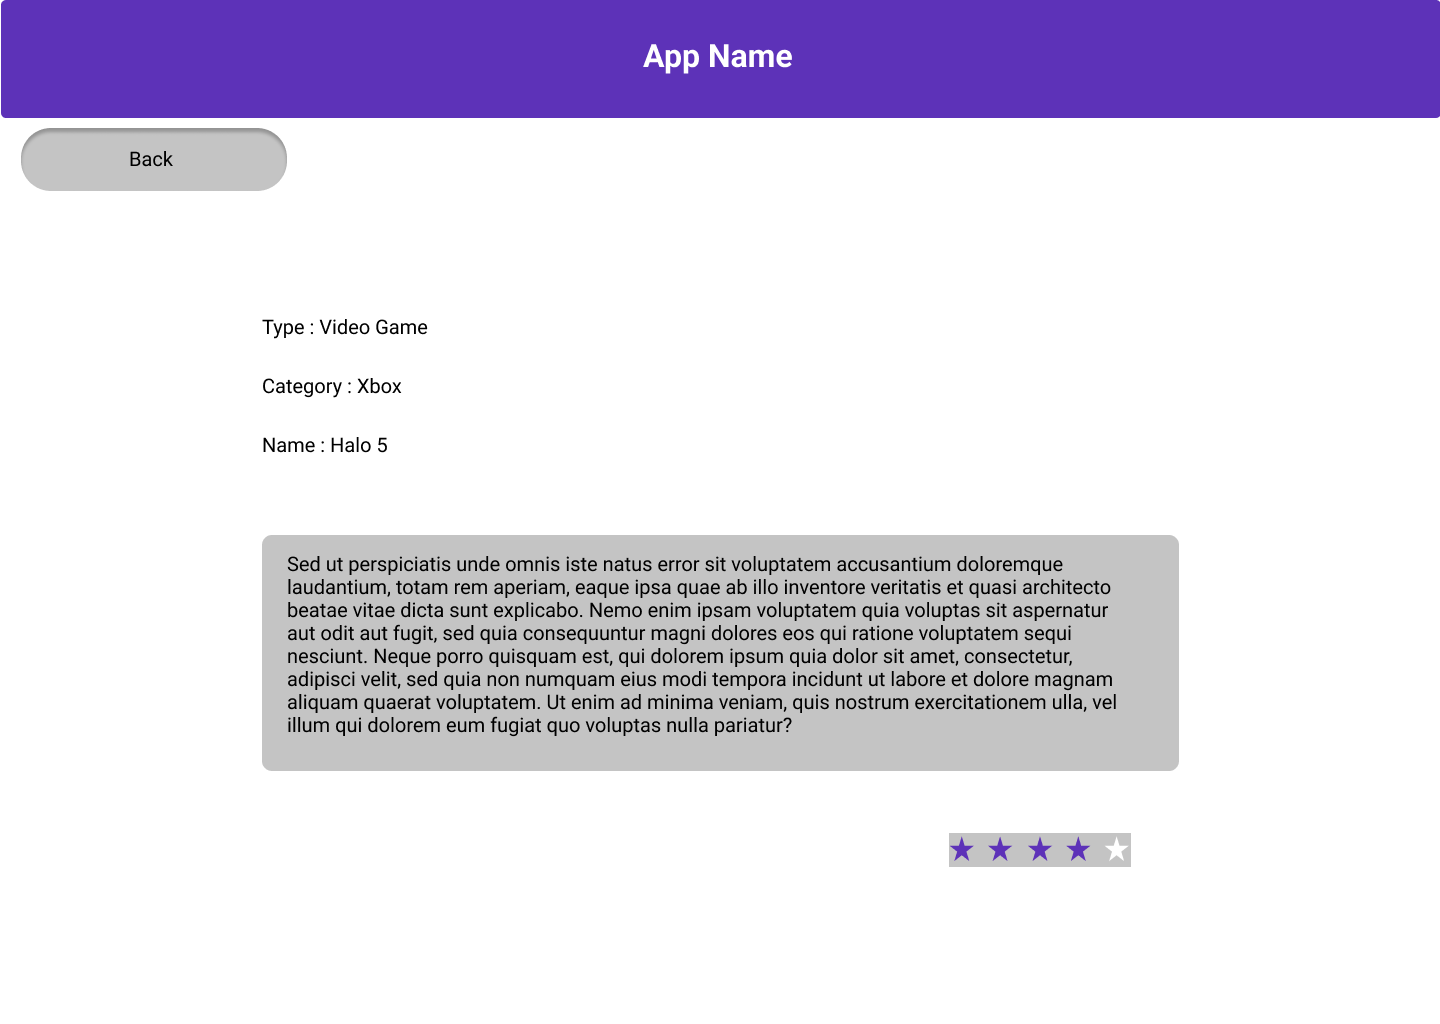 App Name
Back
Type : Video Game
Category : Xbox
Name : Halo 5
Sed ut perspiciatis unde omnis iste natus error sit voluptatem accusantium doloremque
laudantium, totam rem aperiam, eaque ipsa quae ab illo inventore veritatis et quasi architecto
beatae vitae dicta sunt explicabo. Nemo enim ipsam voluptatem quia voluptas sit aspernatur
aut odit aut fugit, sed quia consequuntur magni dolores eos qui ratione voluptatem sequi
nesciunt. Neque porro quisquam est, qui dolorem ipsum quia dolor sit amet, consectetur,
adipisci velit, sed quia non numquam eius modi tempora incidunt ut labore et dolore magnam
aliquam quaerat voluptatem. Ut enim ad minima veniam, quis nostrum exercitationem ulla, vel
illum qui dolorem eum fugiat quo voluptas nulla pariatur?